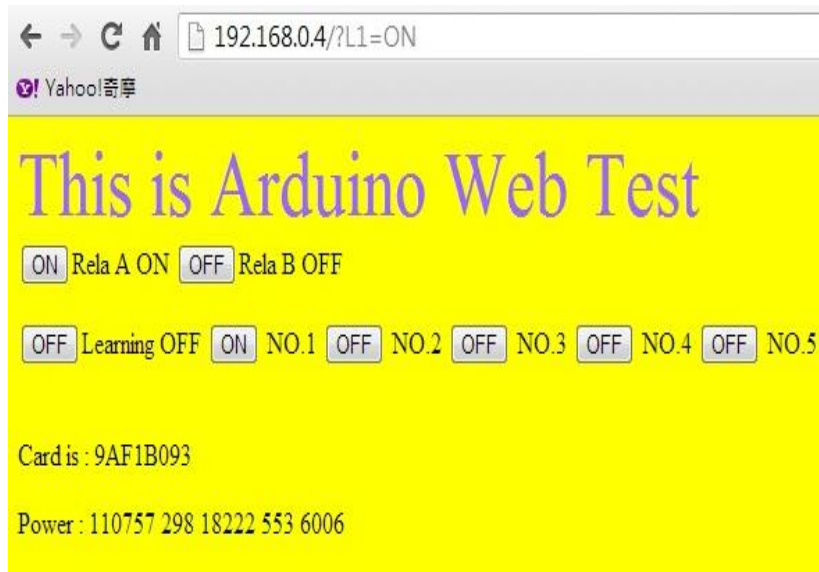 192.168.0.4/?L1=ON
Yahoo!奇摩
This is Arduino Web Test
ON Rela A ON OFF Rela B OFF
OFF Learning OFF ON NO.1 OFF NO.2 OFF NO.3 OFF NO.4 OFF NO.5
Card is : 9AF1B093
Power : 110757 298 18222 553 6006